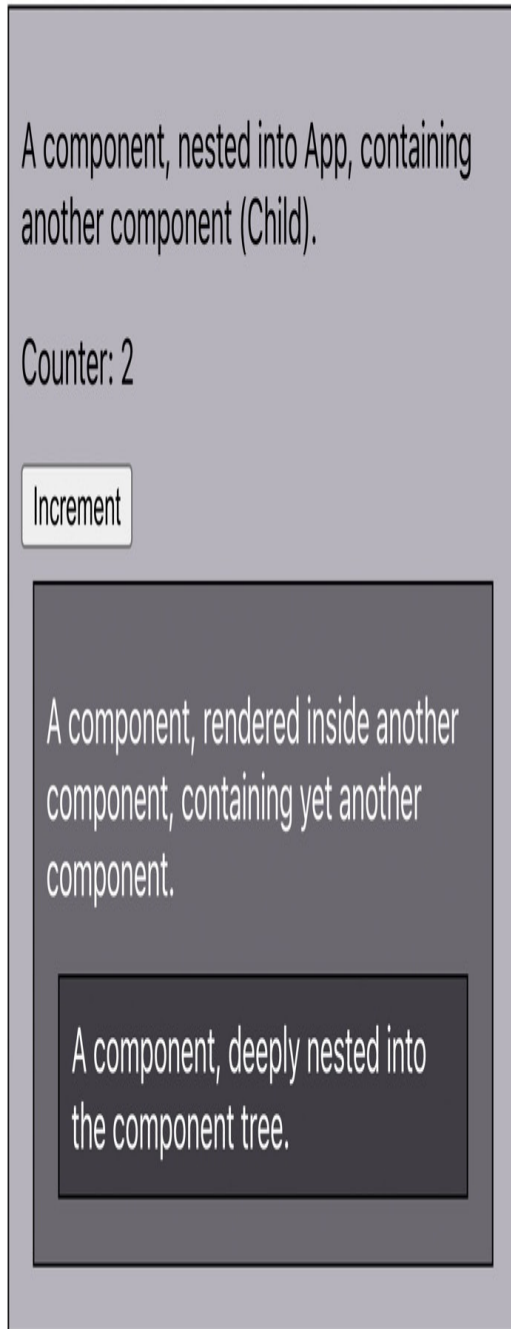 A component, nested into App, containing
another component (Child).
Counter: 2
Increment
A component, rendered inside another
component, containing yet another
component.
A component, deeply nested into
the component tree.